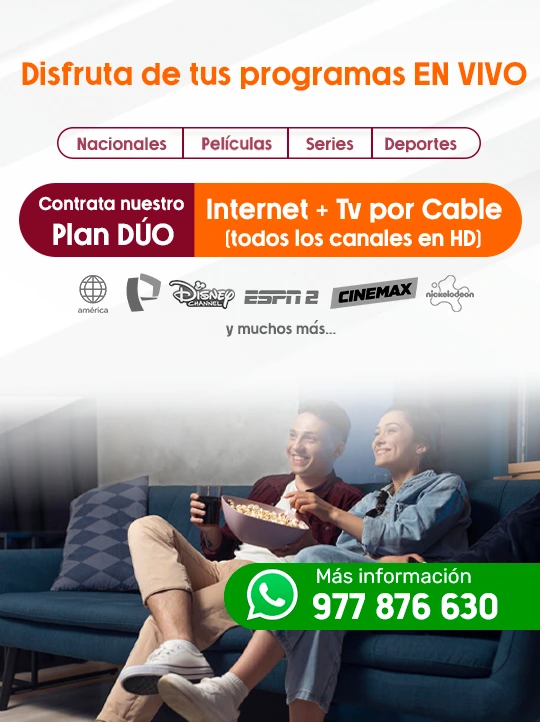 Disfruta de tus programas EN VIVO
Nacionales Películas Series Deportes
Contrata nuestro
Plan DÚO
Internet + Tv por Cable
(todos los canales en HD)
américa
DISNEY
CHANNEL
ESPN 2
CINEMAX
nickelodeon
y muchos más...
Más información
977 876 630